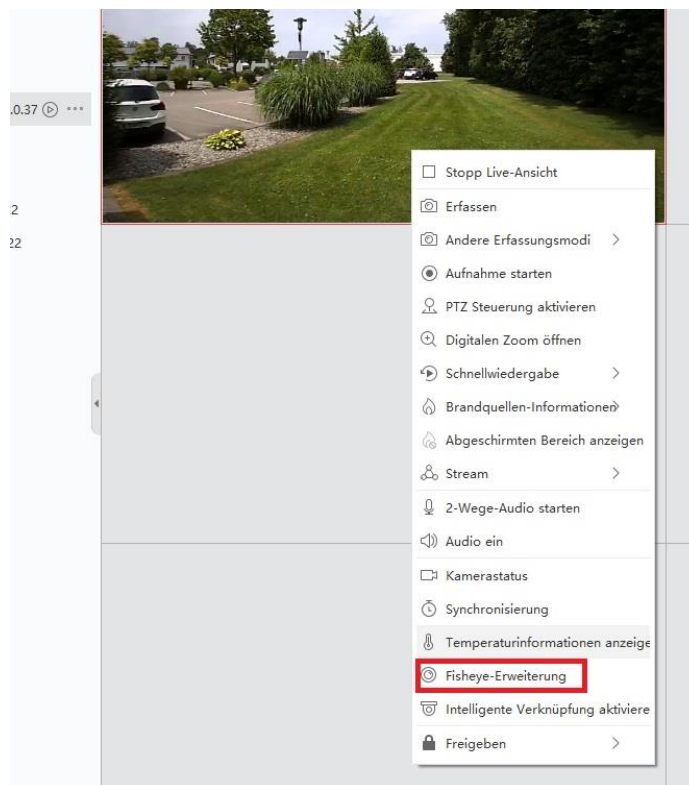 .0.37
.2
22
Stopp Live-Ansicht
Erfassen
Andere Erfassungsmodi
Aufnahme starten
PTZ Steuerung aktivieren
Digitalen Zoom öffnen
Schnellwiedergabe
Brandquellen-Informationen
Abgeschirmten Bereich anzeigen
Stream
2-Wege-Audio starten
Audio ein
Kamerastatus
Synchronisierung
Temperaturinformationen anzeige
Fisheye-Erweiterung
Intelligente Verknüpfung aktiviere
Freigeben